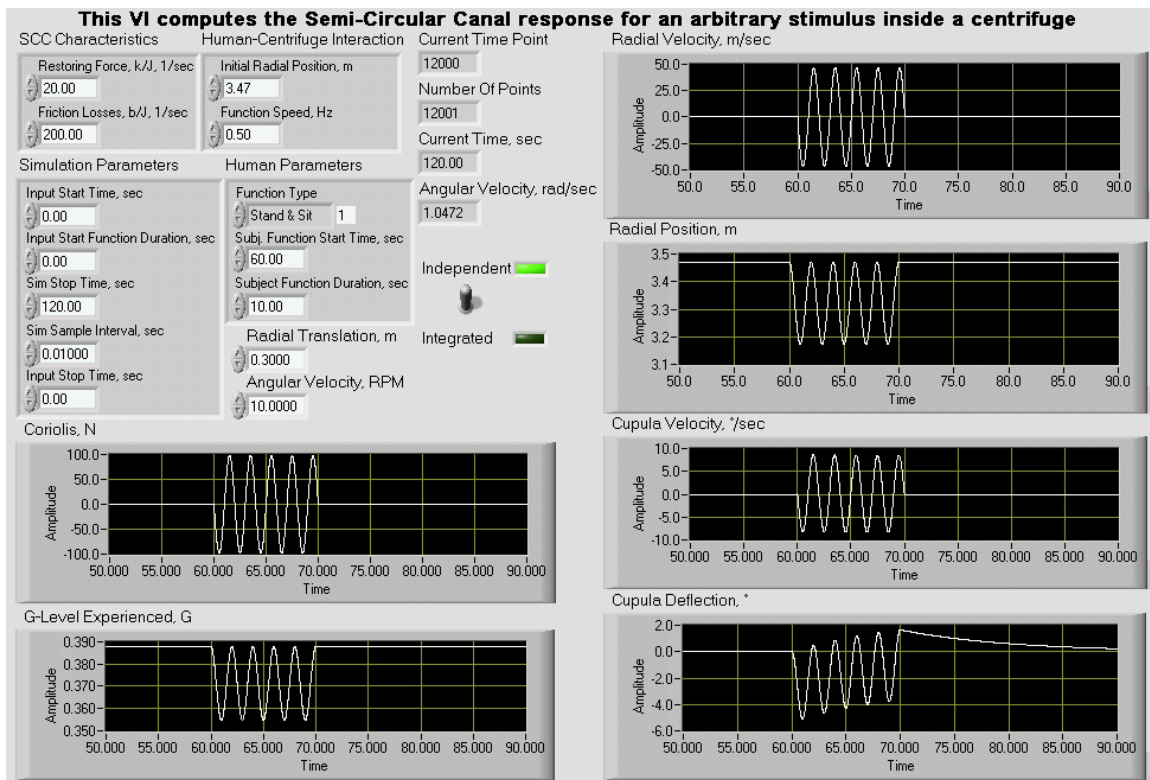 This VI computes the Semi-Circular Canal response for an arbitrary stimulus inside a centrifuge
SCC Characteristics
Restoring Force, k/J, 1/sec
20.00
Friction Losses, b/J, 1/sec
200.00
Human-Centrifuge Interaction
Initial Radial Position, m
3.47
Function Speed, Hz
0.50
Current Time Point
12000
Number Of Points
12001
Current Time, sec
120.00
Angular Velocity, rad/sec
1.0472
Simulation Parameters
Input Start Time, sec
0.00
Input Start Function Duration, sec
0.00
Sim Stop Time, sec
120.00
Sim Sample Interval, sec
0.01000
Input Stop Time, sec
0.00
Human Parameters
Function Type
Stand & Sit 1
Subj. Function Start Time, sec
60.00
Subject Function Duration, sec
10.00
Radial Translation, m
0.3000
Angular Velocity, RPM
10.0000
Independent
Integrated
Coriolis, N
Amplitude
100.0
50.0
0.0
-50.0
-100.0
50.000 55.000 60.000 65.000 70.000 75.000 80.000 85.000 90.000
Time
G-Level Experienced, G
Amplitude
0.390
0.380
0.370
0.360
0.350
50.000 55.000 60.000 65.000 70.000 75.000 80.000 85.000 90.000
Time
Radial Velocity, m/sec
Amplitude
50.0
25.0
0.0
-25.0
-50.0
50.0 55.0 60.0 65.0 70.0 75.0 80.0 85.0 90.0
Time
Radial Position, m
Amplitude
3.5
3.4
3.3
3.2
3.1
50.0 55.0 60.0 65.0 70.0 75.0 80.0 85.0 90.0
Time
Cupula Velocity, °/sec
Amplitude
10.0
5.0
0.0
-5.0
-10.0
50.000 55.000 60.000 65.000 70.000 75.000 80.000 85.000 90.000
Time
Cupula Deflection, °
Amplitude
2.0
0.0
-2.0
-4.0
-6.0
50.000 55.000 60.000 65.000 70.000 75.000 80.000 85.000 90.000
Time